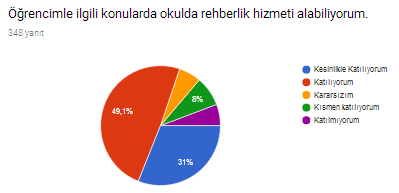 Öğrencimle ilgili konularda okulda rehberlik hizmeti alabiliyorum.
348 yanıt
Kesinlikle Katılıyorum
Katılıyorum
Kararsızım
Kısmen katılıyorum
Katılmıyorum
49,1%
8%
31%